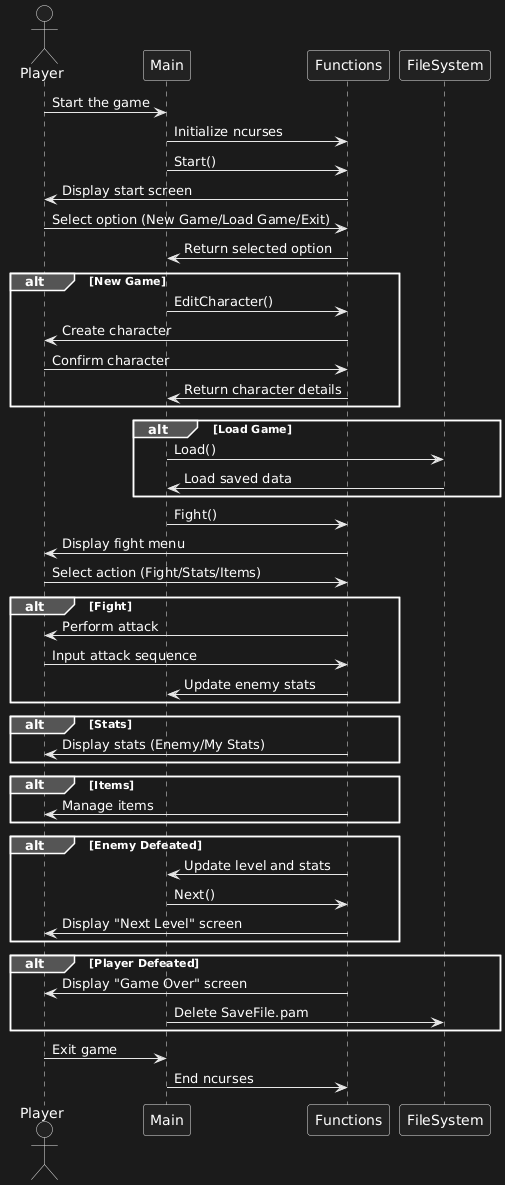 Player
Main
Functions
FileSystem
Start the game
Initialize ncurses
Start()
Display start screen
Select option (New Game/Load Game/Exit)
Return selected option
alt [New Game]
EditCharacter()
Create character
Confirm character
Return character details
alt [Load Game]
Load()
Load saved data
Fight()
Display fight menu
Select action (Fight/Stats/Items)
alt [Fight]
Perform attack
Input attack sequence
Update enemy stats
alt [Stats]
Display stats (Enemy/My Stats)
alt [Items]
Manage items
alt [Enemy Defeated]
Update level and stats
Next()
Display "Next Level" screen
alt [Player Defeated]
Display "Game Over" screen
Delete SaveFile.pam
Exit game
End ncurses
Player
Main
Functions
FileSystem